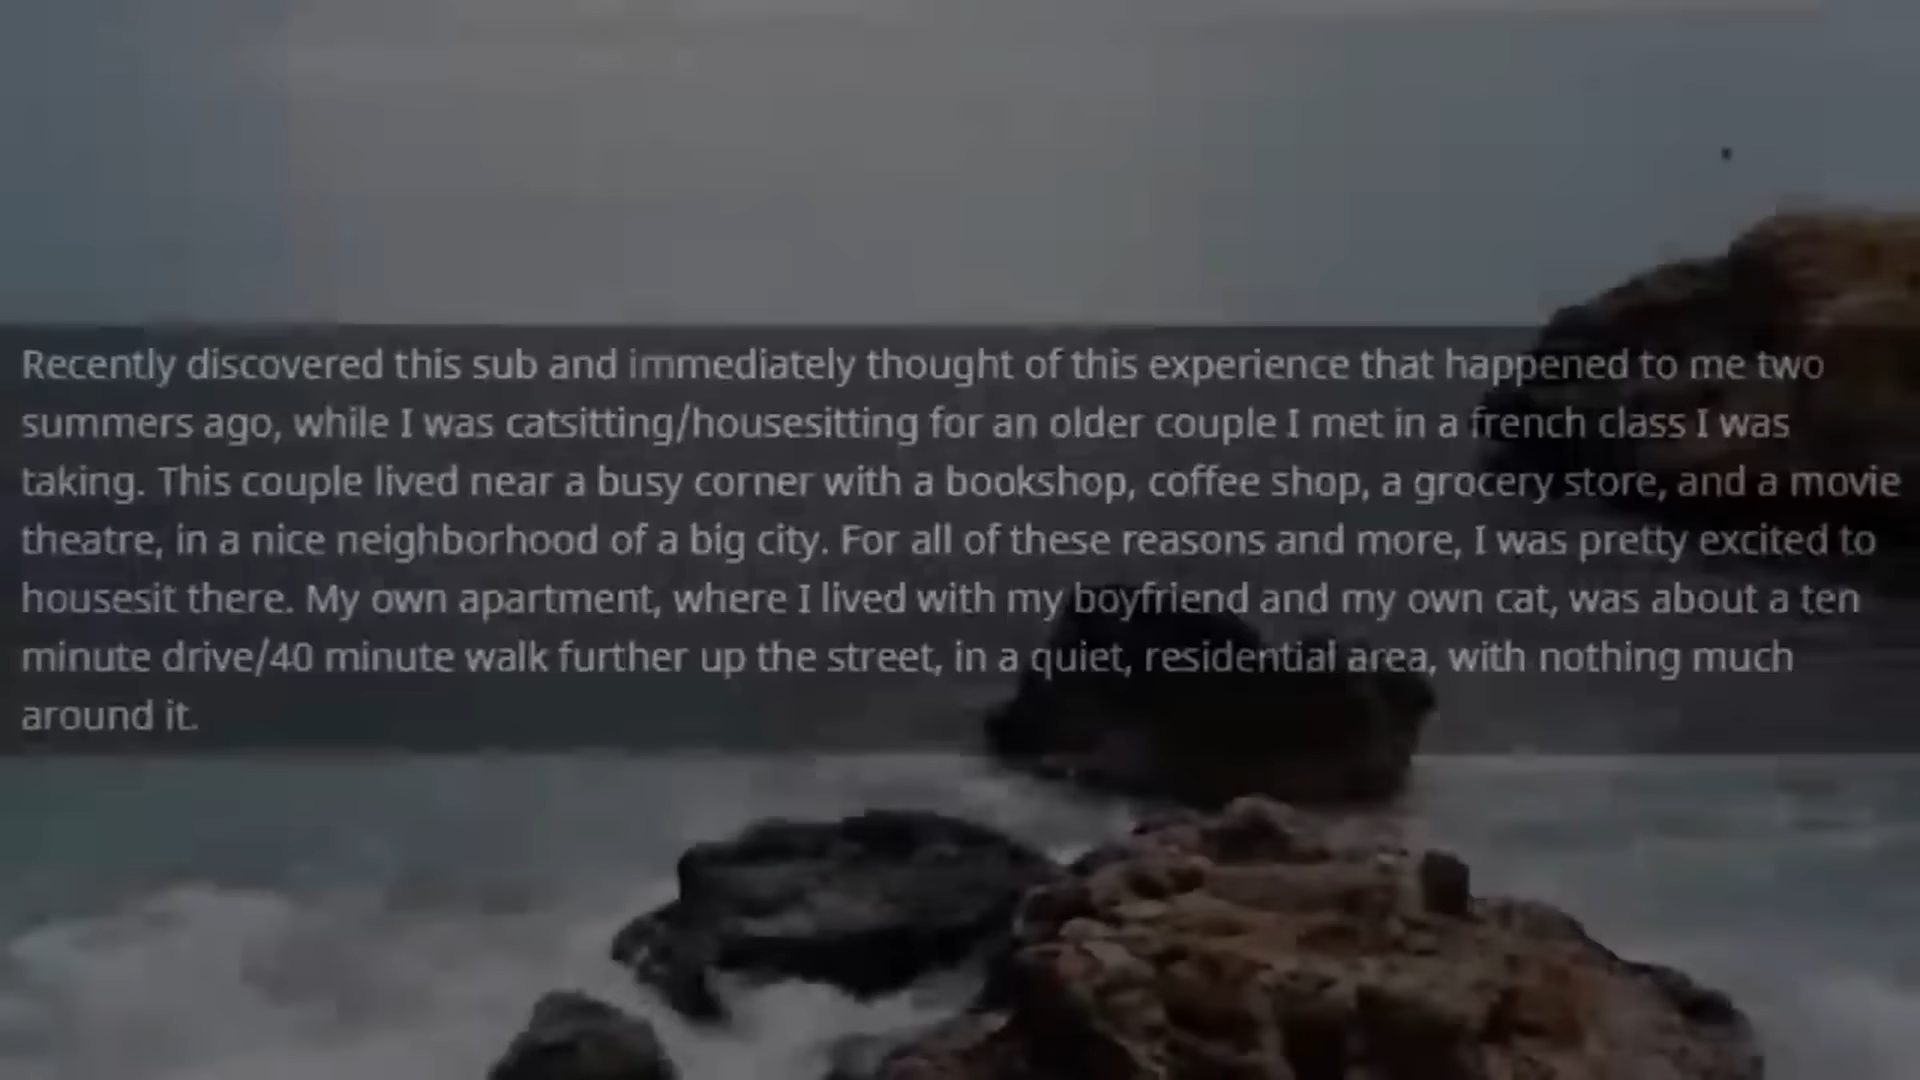 Recently discovered this sub and immediately thought of this experience that happened to me two
summers ago, while I was catsitting/housesitting for an older couple I met in a french class I was
taking. This couple lived near a busy corner with a bookshop, coffee shop, a grocery store, and a movie
theatre, in a nice neighborhood of a big city. For all of these reasons and more, I was pretty excited to
housesit there. My own apartment, where I lived with my boyfriend and my own cat, was about a ten
minute drive/40 minute walk further up the street, in a quiet, residential area, with nothing much
around it.